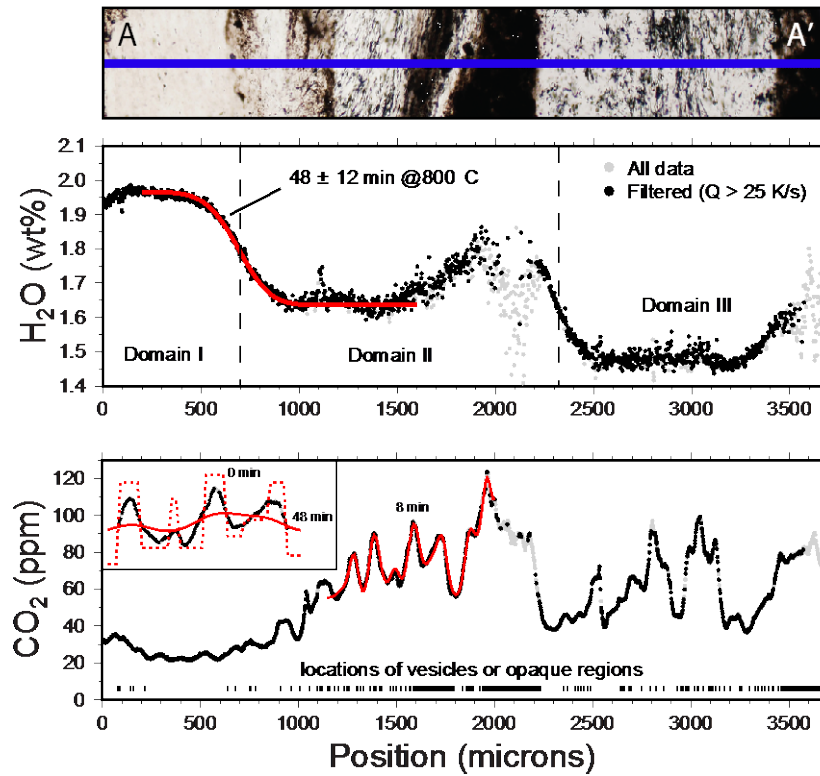 A A′
2.1
2.0
1.9
1.8
1.7
1.6
1.5
1.4
H₂O (wt%)
48 ± 12 min @800 C
All data
Filtered (Q > 25 K/s)
Domain I
Domain II
Domain III
0 500 1000 1500 2000 2500 3000 3500
120
100
80
60
40
20
0
CO₂ (ppm)
0 min
48 min
8 min
locations of vesicles or opaque regions
0 500 1000 1500 2000 2500 3000 3500
Position (microns)